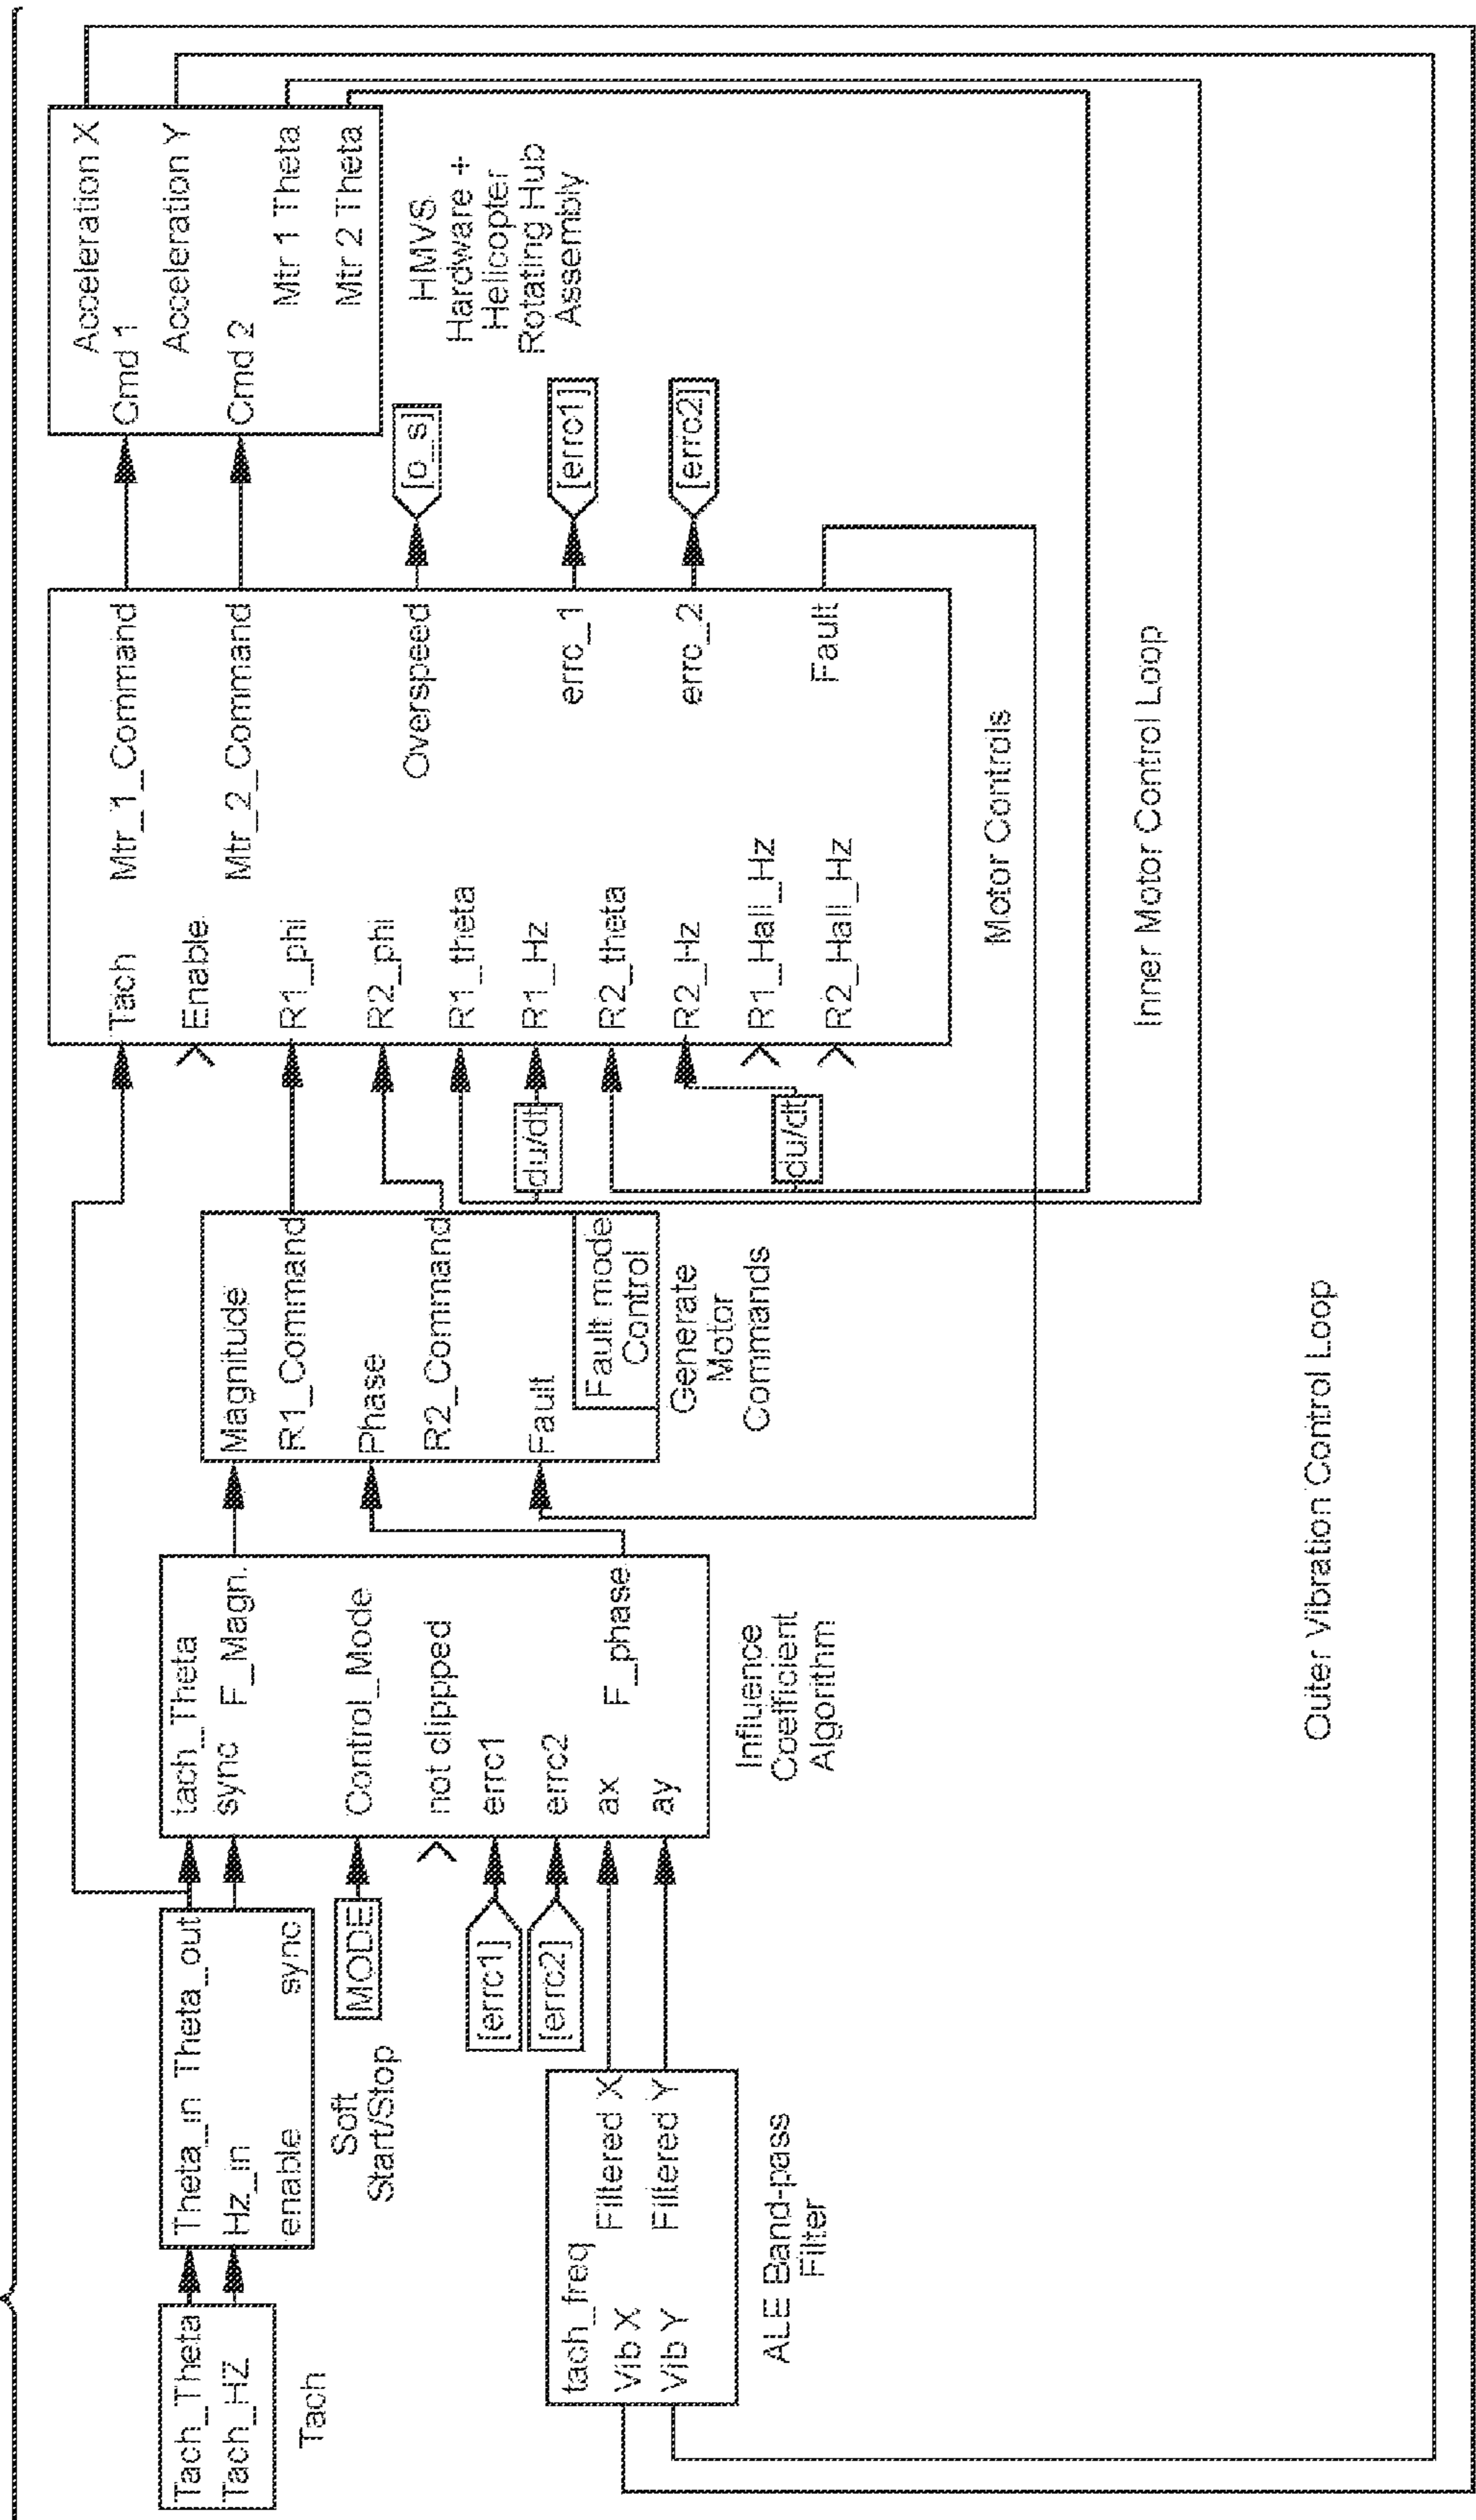 Tach_Theta
Tach_HZ
Tach
Theta_in Theta_out
Hz_in
enable
sync
Soft
Start/Stop
MODE
[errc1]
[errc2]
tach_freq
Vib X
Filtered X
Vib Y
Filtered Y
ALE Band-pass
Filter
tach_Theta
sync F_Magn.
Control_Mode
not clippped
errc1
errc2
F_phase
ax
ay
Influence
Coefficient
Algorithm
Magnitude
R1_Command
Phase
R2_Command
Fault
Fault mode
Control
Generate
Motor
Commands
du/dt
du/dt
Tach
Mtr_1_Command
Enable
Mtr_2_Command
R1_phi
R2_phi
Overspeed
R1_theta
R1_Hz
errc_1
R2_theta
R2_Hz
errc_2
R1_Hall_Hz
R2_Hall_Hz
Fault
Motor Controls
[o_s]
[errc1]
[errc2]
Acceleration X
Cmd 1
Acceleration Y
Cmd 2
Mtr 1 Theta
Mtr 2 Theta
HMVS
Hardware +
Helicopter
Rotating Hub
Assembly
Inner Motor Control Loop
Outer Vibration Control Loop